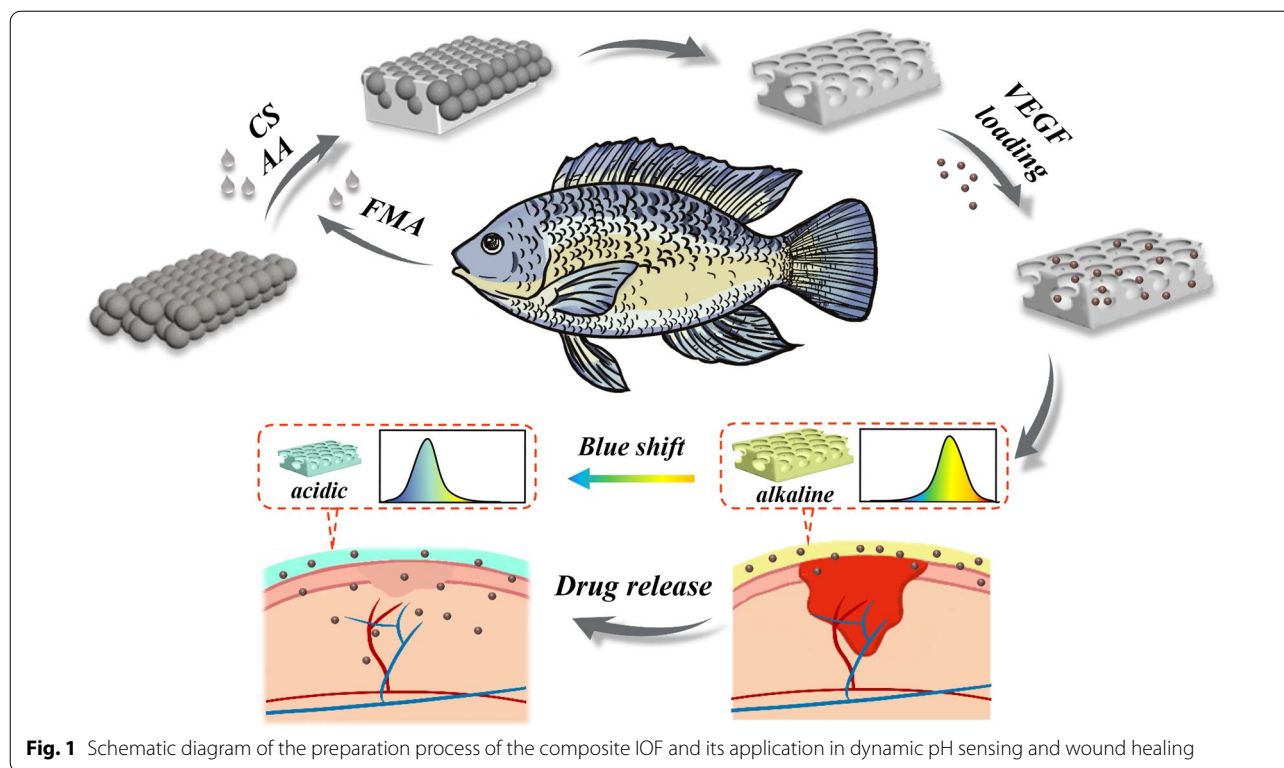 CS
AA
FMA
VEGF
loading
acidic
Blue shift
alkaline
Drug release
Fig. 1 Schematic diagram of the preparation process of the composite IOF and its application in dynamic pH sensing and wound healing